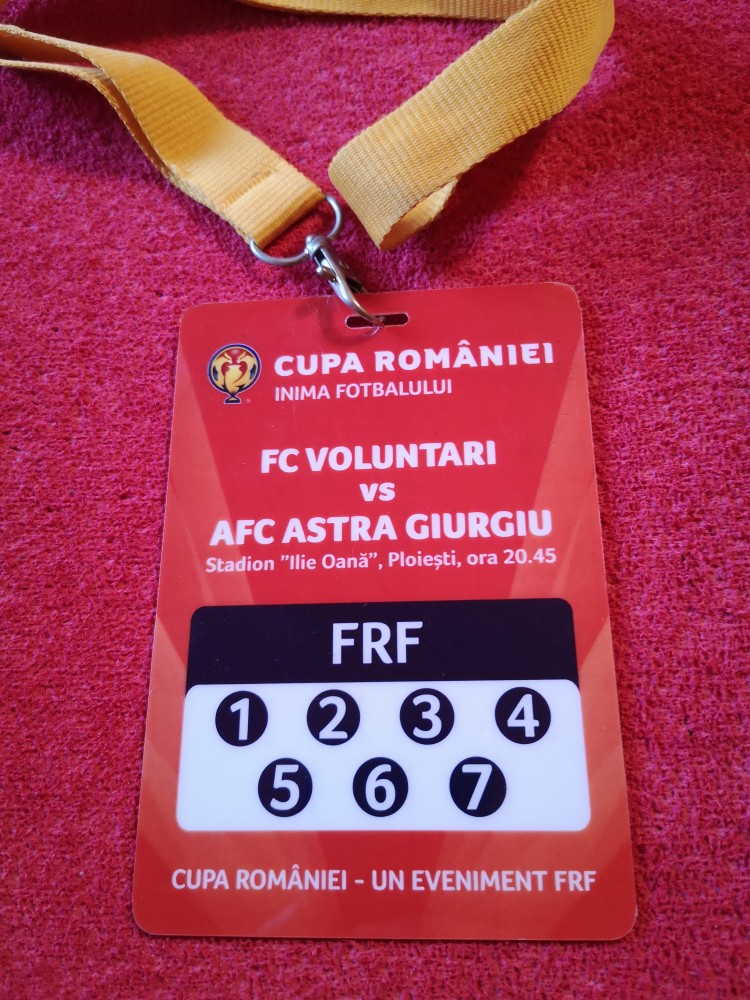 CUPA ROMÂNIEI
INIMA FOTBALULUI
FC VOLUNTARI
vs
AFC ASTRA GIURGIU
Stadion ”Ilie Oană”, Ploiești, ora 20.45
FRF
1 2 3 4
5 6 7
CUPA ROMÂNIEI - UN EVENIMENT FRF